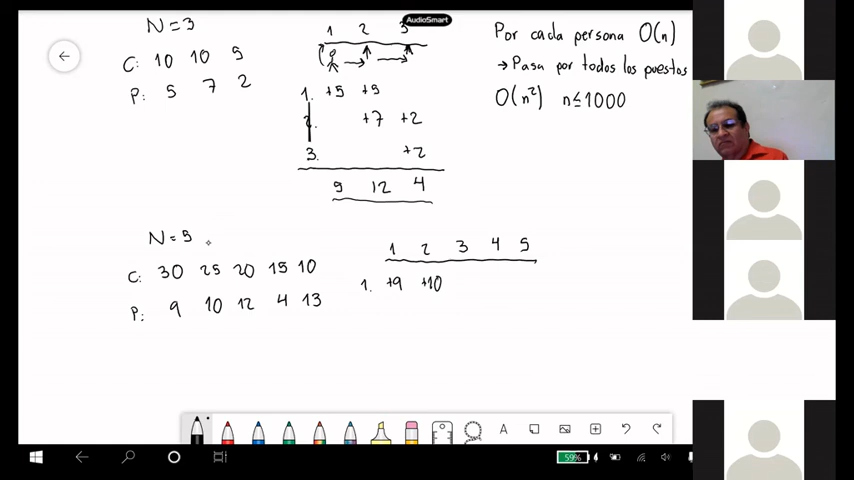 AudioSmart
N=3
C: 10 10 5
P: 5 7 2
1 2 3
1. +5 +5
2. +7 +2
3. +2
9 12 4
Por cada persona O(n)
→ Pasa por todos los puestos
O(n²) n≤1000
N=5
C: 30 25 20 15 10
P: 9 10 12 4 13
1 2 3 4 5
1. +9 +10
59%